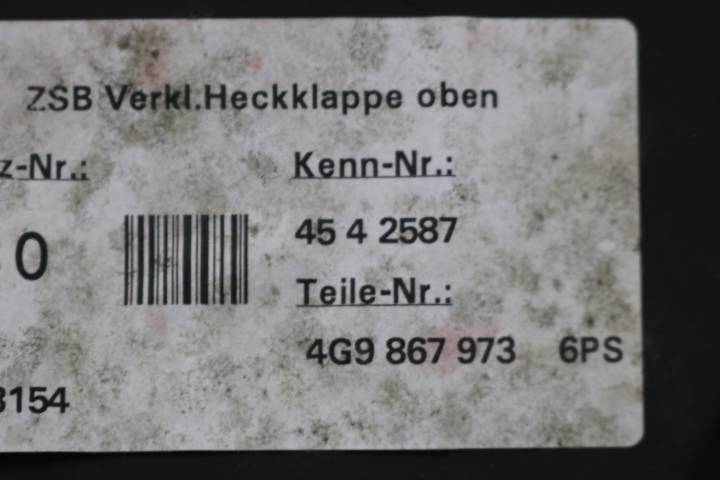 ZSB Verkl.Heckklappe oben
z-Nr.: Kenn-Nr.:
0 45 4 2587
Teile-Nr.:
4G9 867 973 6PS
3154